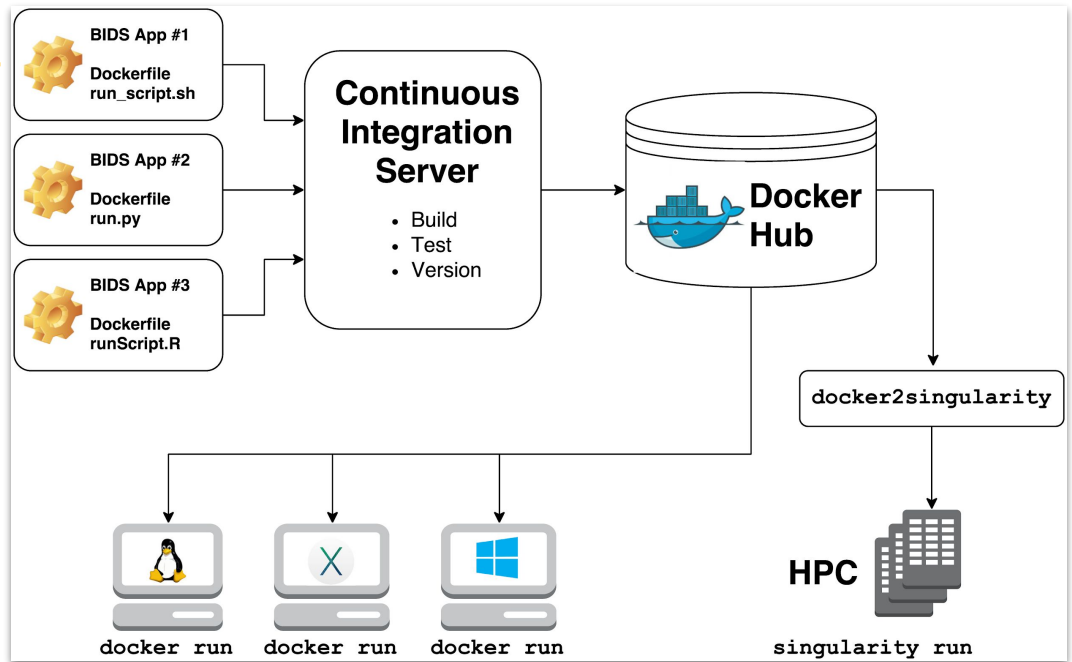 BIDS App #1
Dockerfile
run_script.sh
BIDS App #2
Dockerfile
run.py
BIDS App #3
Dockerfile
runScript.R
Continuous
Integration
Server
• Build
• Test
• Version
Docker
Hub
docker2singularity
X
HPC
docker run
docker run
docker run
singularity run